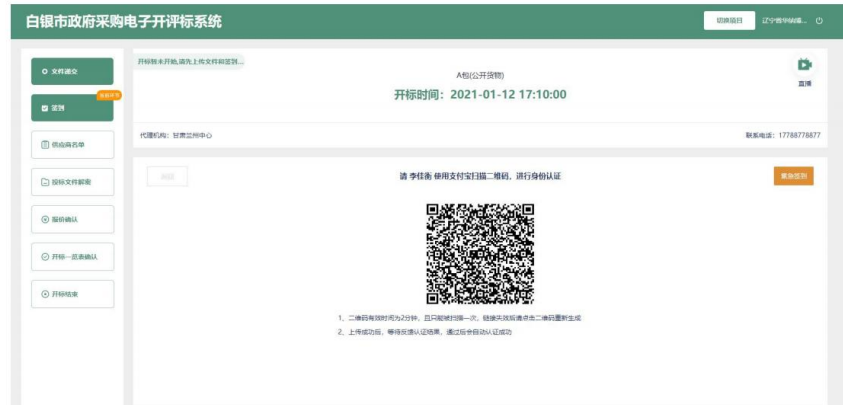 白银市政府采购电子开评标系统
切换项目
文件递交
开标暂未开始,请先上传文件和签到...
A包(公开货物)
直播
开标时间：2021-01-12 17:10:00
签到
代理机构：甘肃兰州中心
联系电话：17788778877
供应商名单
请 李佳衡 使用支付宝扫描二维码，进行身份认证
紧急签到
投标文件解密
报价确认
开标一览表确认
开标结束
1、二维码有效时间为2分钟，且只能被扫描一次，链接失效后请点击二维码重新生成
2、上传成功后，等待反馈认证结果，通过后会自动认证成功